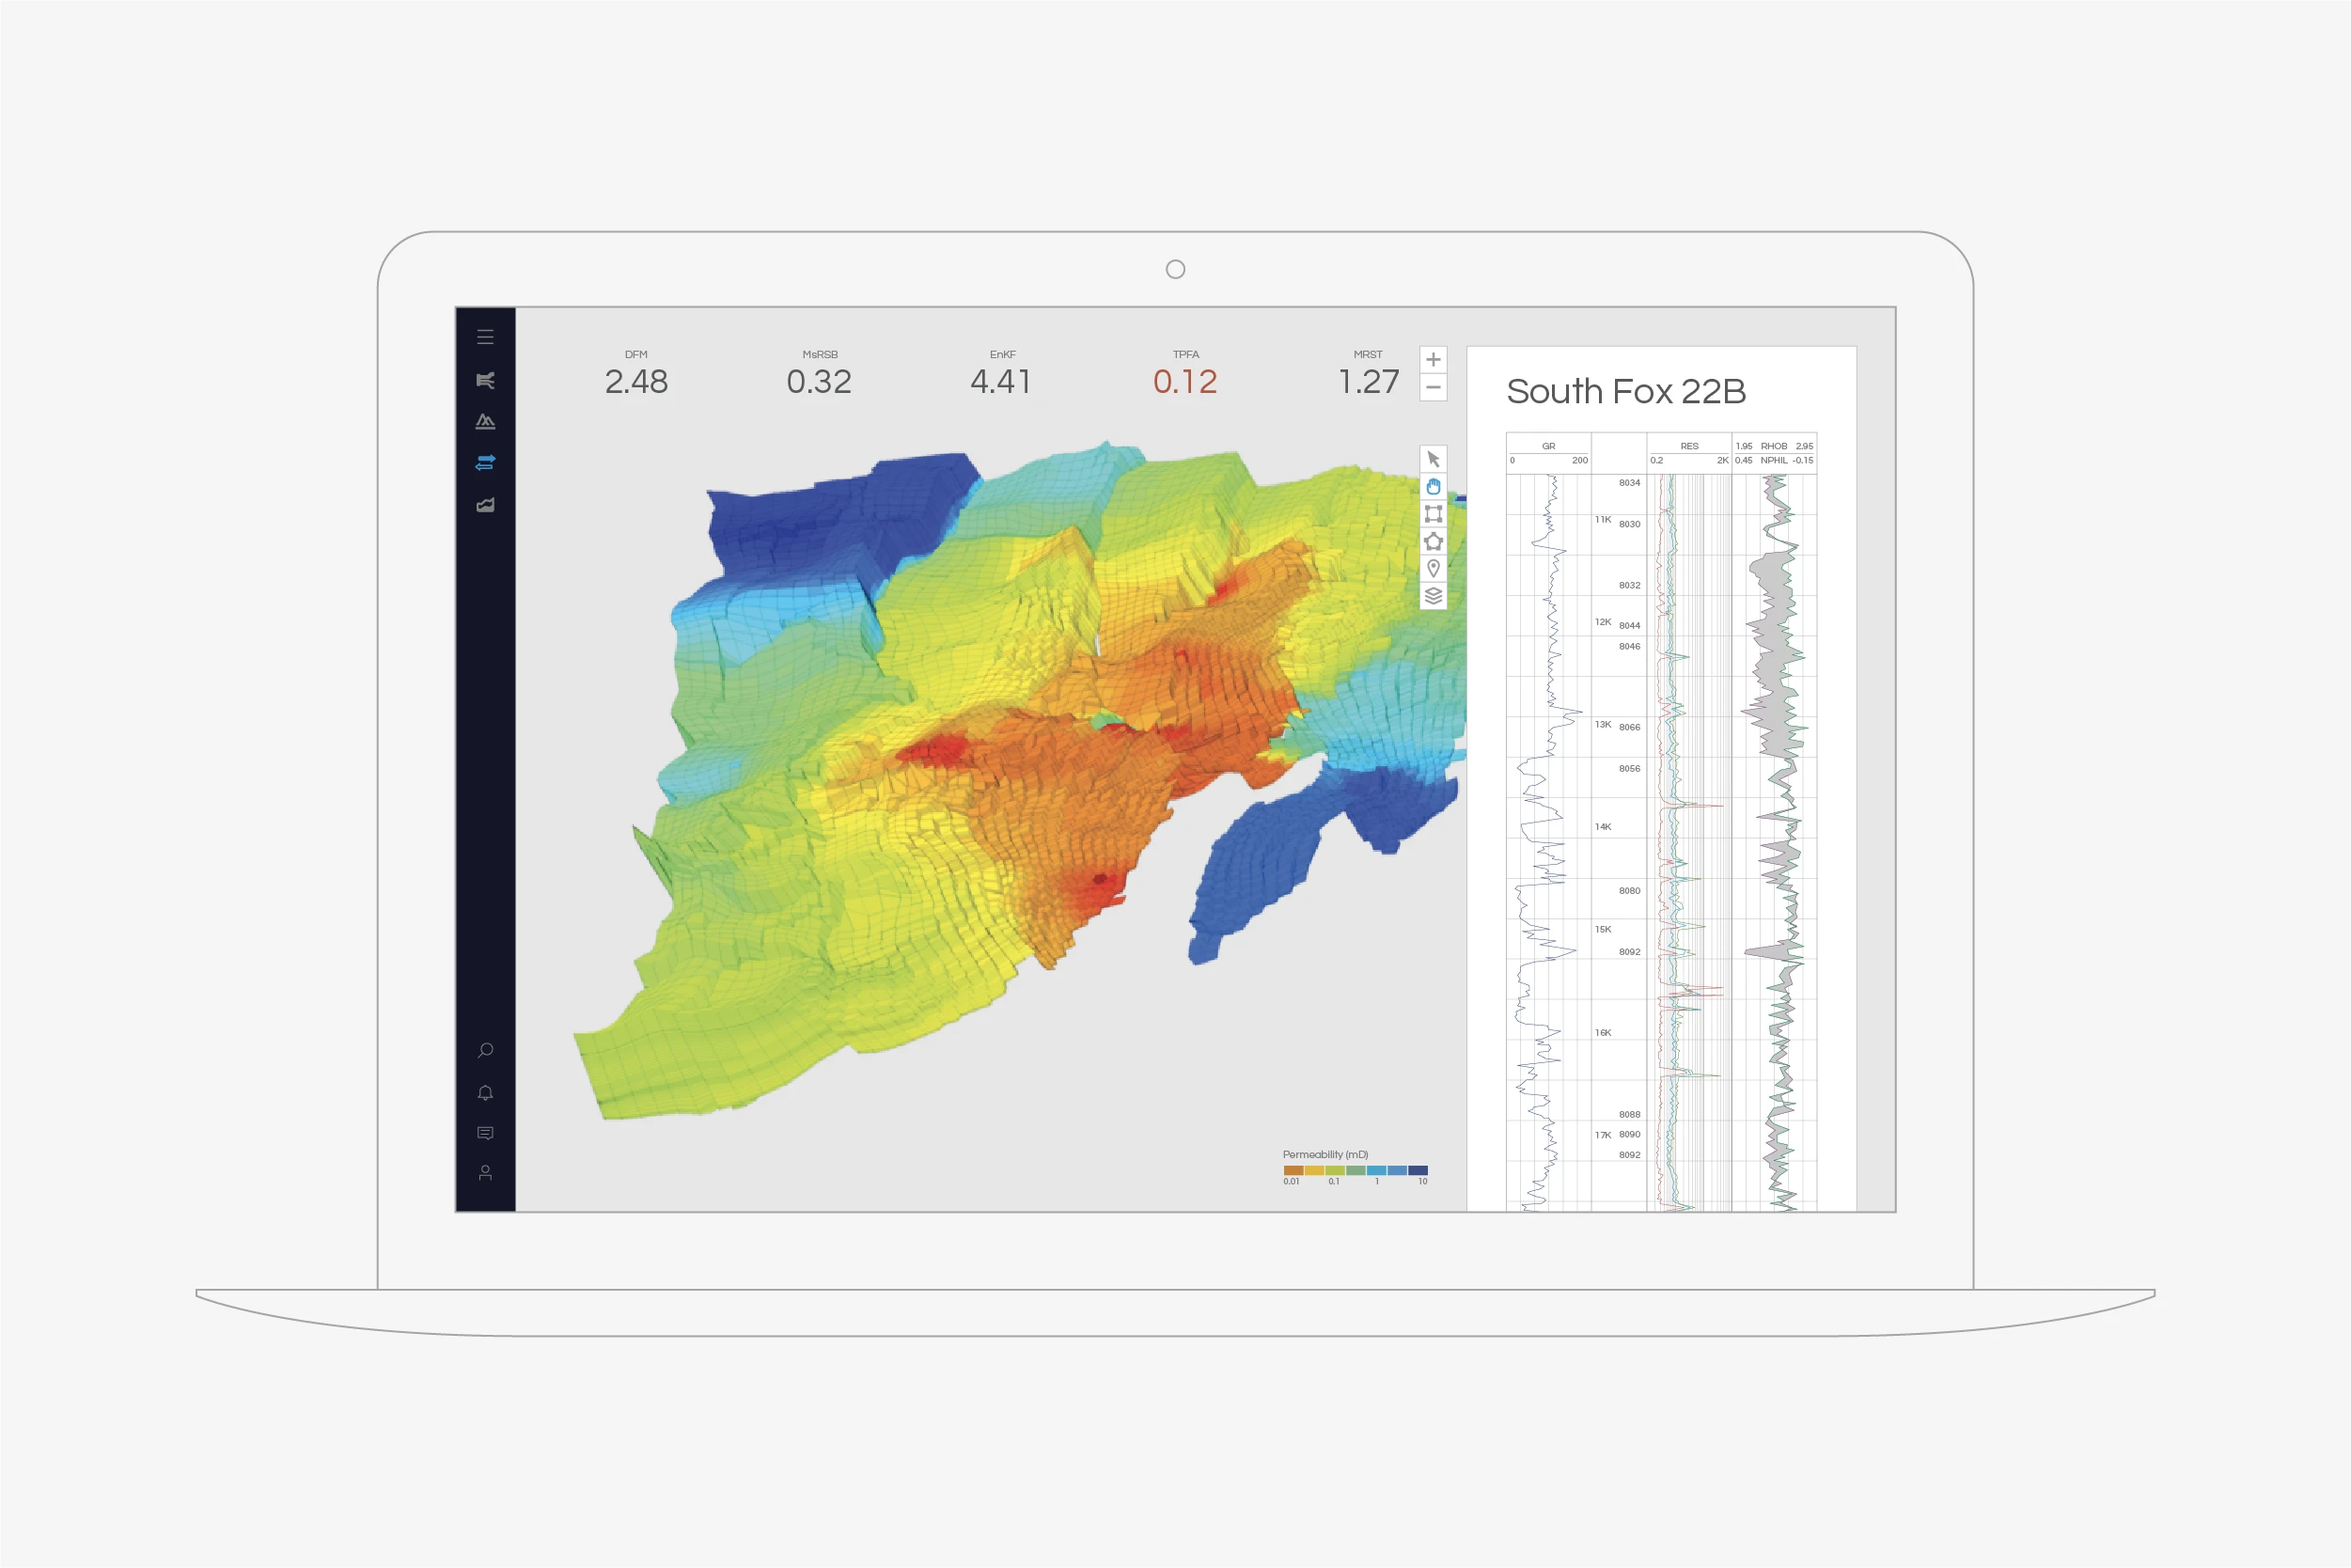 DFM MsRSB EnKF TPFA MRST
2.48 0.32 4.41 0.12 1.27
Permeability (mD)
0.01 0.1 1 10
South Fox 22B
GR RES 1.95 RHOB 2.95
0 200 0.2 2K 0.45 NPHIL -0.15
8034
11K 8030
8032
12K 8044
8046
13K 8066
8056
14K
8080
15K
8092
16K
8088
17K 8090
8092